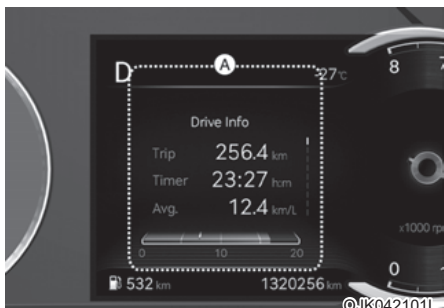 D
A
27℃
8
7
Drive Info
Trip 256.4 km
Timer 23:27 h:m
Avg. 12.4 km/L
0 10 20
x1000 rp
0
532 km
1320256 km
OJK042101L